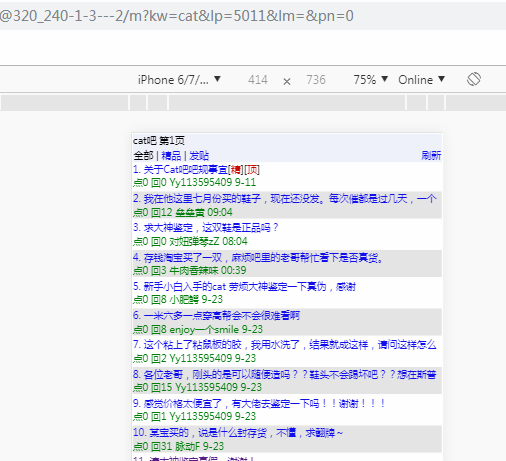 @320_240-1-3---2/m?kw=cat&lp=5011&lm=&pn=0
iPhone 6/7/... ▼ 414 × 736 75% ▼ Online ▼
cat吧 第1页
全部 | 精品 | 发贴 刷新
1. 关于Cat吧吧规事宜[精][顶]
点0 回0 Yy113595409 9-11
2. 我在他这里七月份买的鞋子，现在还没发。每次催都是过几天，一个
点0 回12 垒垒黄 09:04
3. 求大神鉴定，这双鞋是正品吗？
点0 回0 对妞弹琴zZ 08:04
4. 存钱淘宝买了一双，麻烦吧里的老哥帮忙看下是否真货。
点0 回3 牛肉香辣味 00:39
5. 新手小白入手的cat 劳烦大神鉴定一下真伪，感谢
点0 回8 小肥鳄 9-23
6. 一米六多一点穿高帮会不会很难看啊
点0 回8 enjoy一个smile 9-23
7. 这个粘上了粘鼠板的胶，我用水洗了，结果就成这样，请问这样怎么
点0 回2 Yy113595409 9-23
8. 各位老哥，刚头的是可以随便造吗？？鞋头不会踢坏吧？？想在斯普
点0 回15 Yy113595409 9-23
9. 感觉价格太便宜了，有大佬去鉴定一下吗！！谢谢！！！
点0 回1 Yy113595409 9-23
10. 某宝买的，说是什么封存货，不懂，求翻牌~
点0 回31 脉动F 9-23